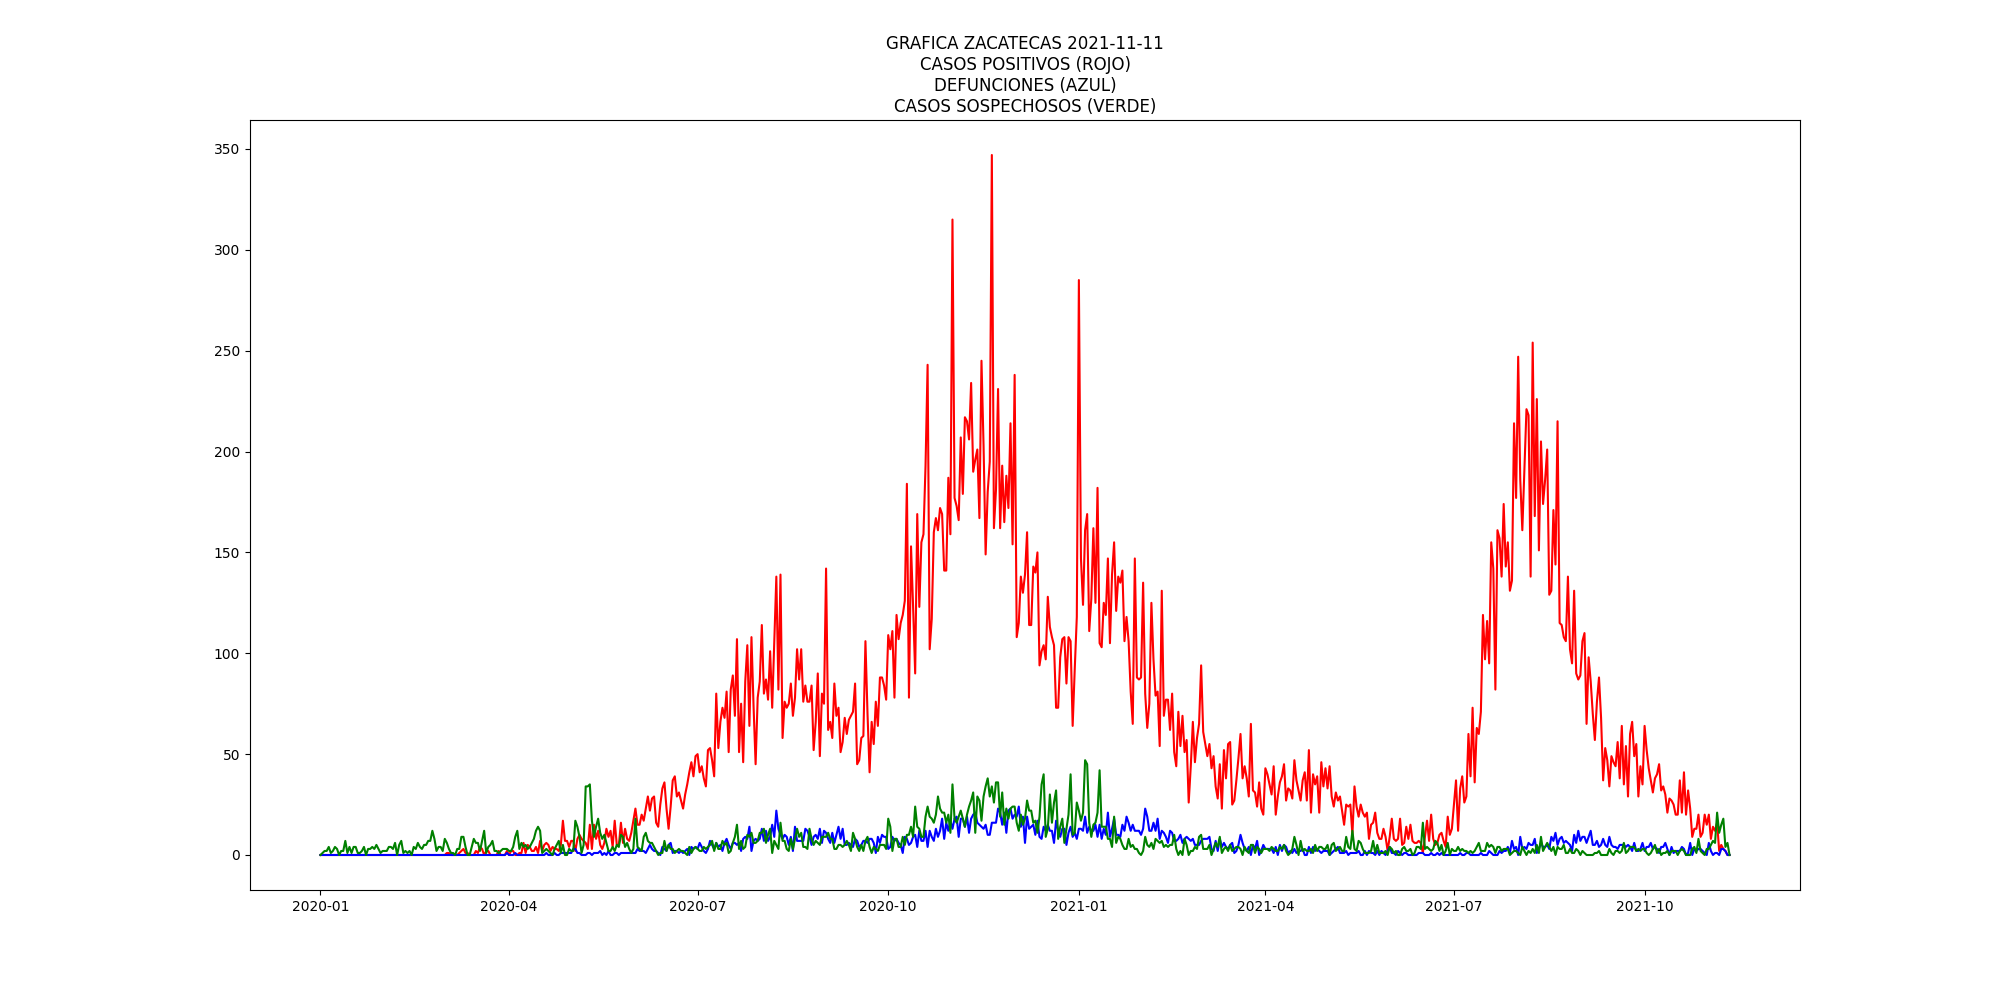 GRAFICA ZACATECAS 2021-11-11
CASOS POSITIVOS (ROJO)
DEFUNCIONES (AZUL)
CASOS SOSPECHOSOS (VERDE)
350
300
250
200
150
100
50
0
2020-01 2020-04 2020-07 2020-10 2021-01 2021-04 2021-07 2021-10